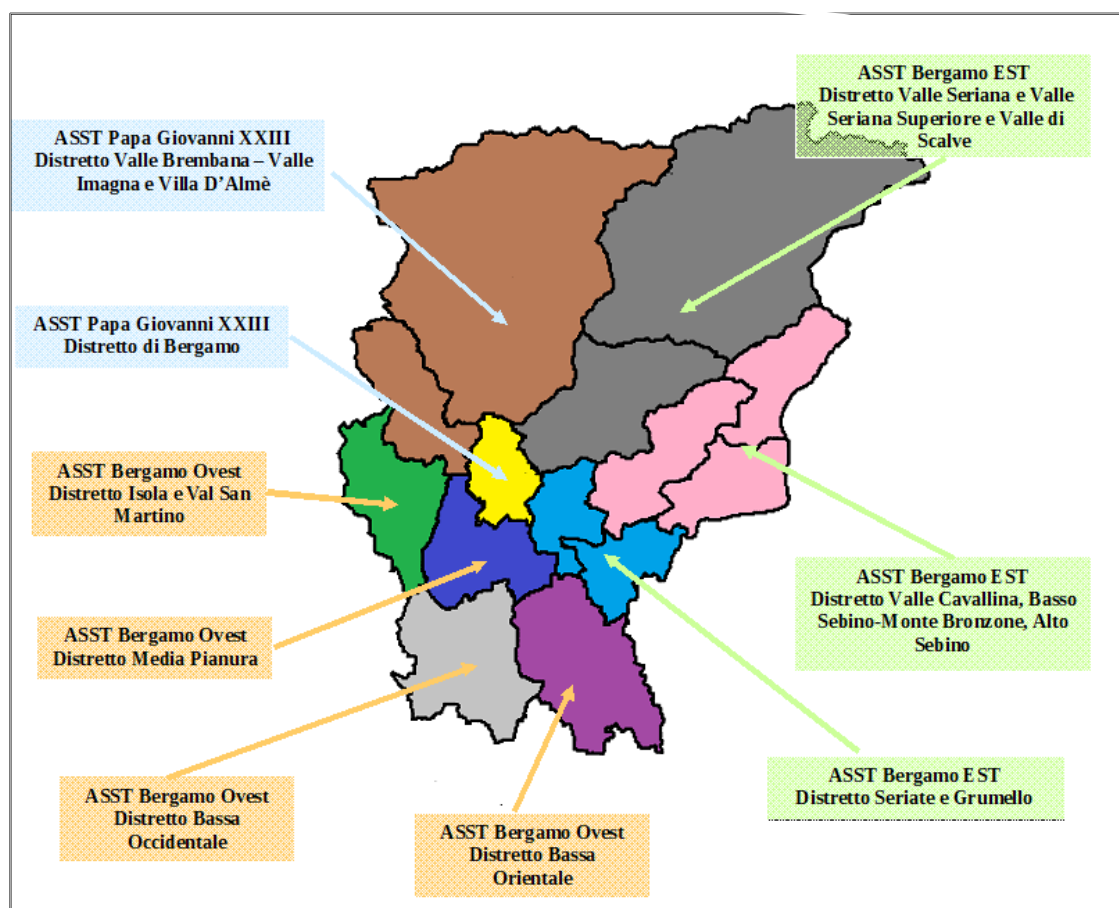 ASST Bergamo EST
Distretto Valle Seriana e Valle
Seriana Superiore e Valle di
Scalve
ASST Papa Giovanni XXIII
Distretto Valle Brembana – Valle
Imagna e Villa D’Almè
ASST Papa Giovanni XXIII
Distretto di Bergamo
ASST Bergamo Ovest
Distretto Isola e Val San
Martino
ASST Bergamo EST
Distretto Valle Cavallina, Basso
Sebino-Monte Bronzone, Alto
Sebino
ASST Bergamo Ovest
Distretto Media Pianura
ASST Bergamo EST
Distretto Seriate e Grumello
ASST Bergamo Ovest
Distretto Bassa
Occidentale
ASST Bergamo Ovest
Distretto Bassa
Orientale